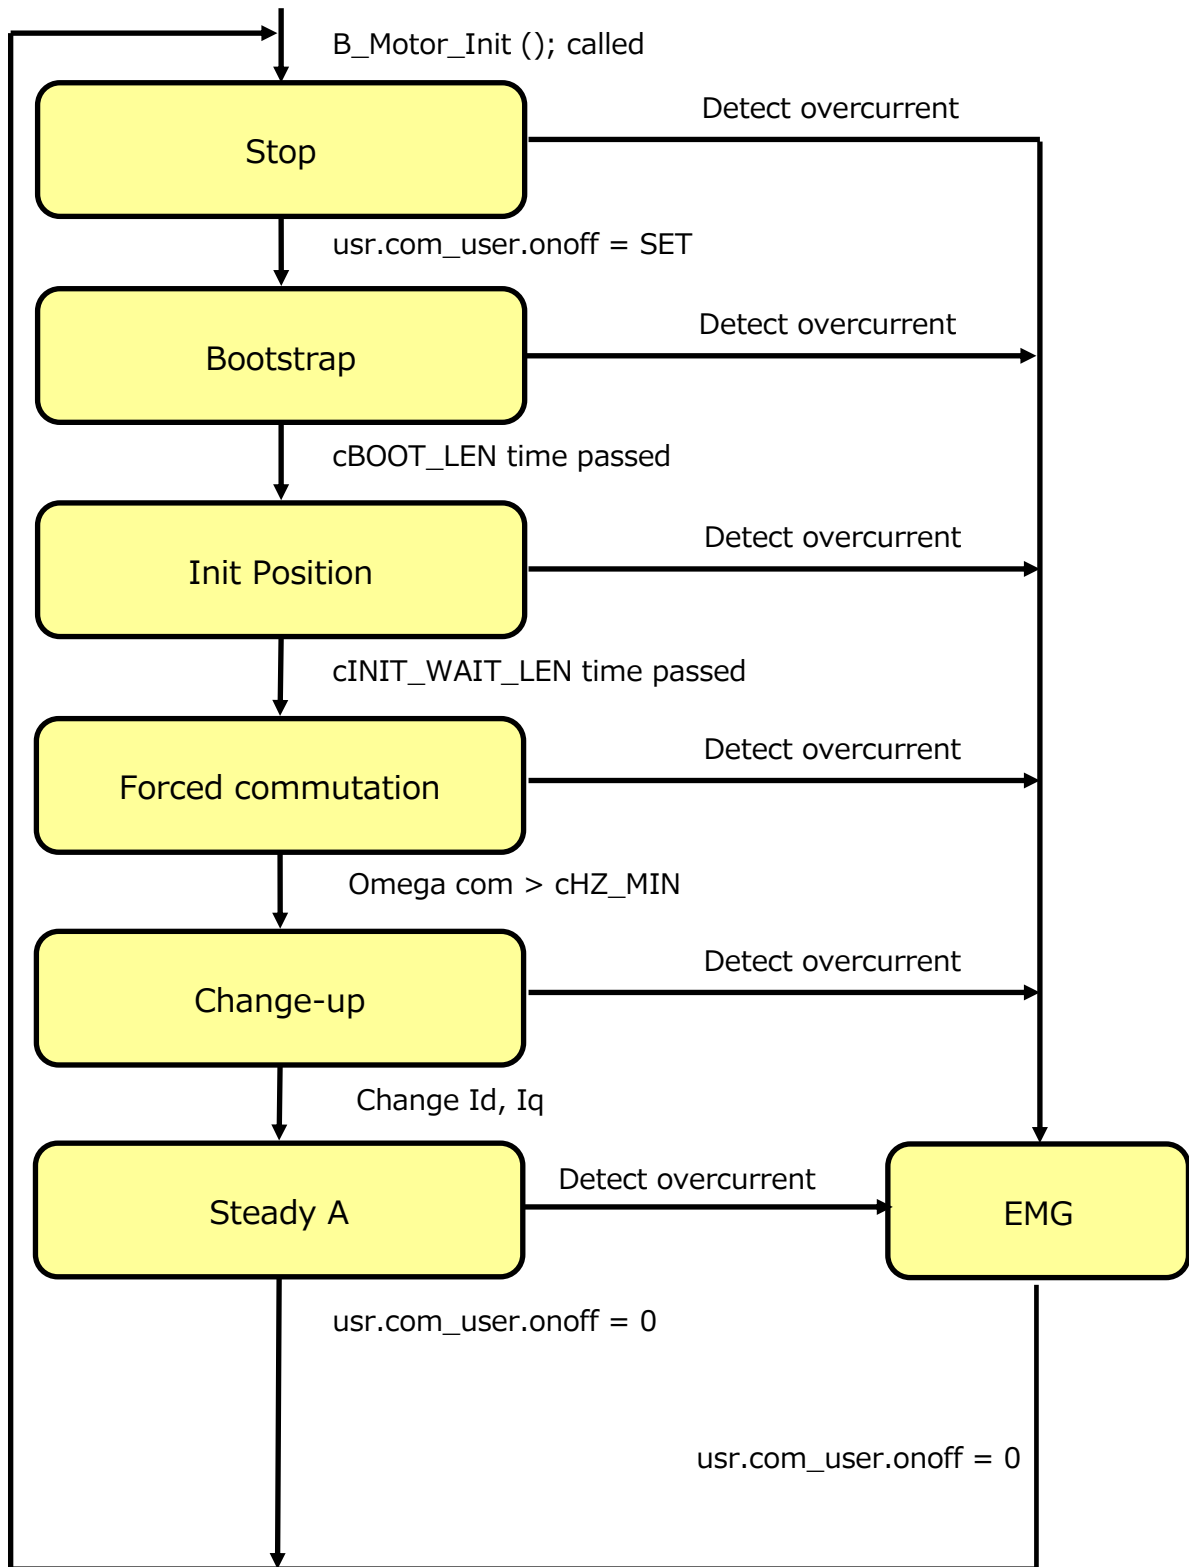 B_Motor_Init (); called
Detect overcurrent
Stop
usr.com_user.onoff = SET
Detect overcurrent
Bootstrap
cBOOT_LEN time passed
Detect overcurrent
Init Position
cINIT_WAIT_LEN time passed
Detect overcurrent
Forced commutation
Omega com > cHZ_MIN
Detect overcurrent
Change-up
Change Id, Iq
Detect overcurrent
Steady A
EMG
usr.com_user.onoff = 0
usr.com_user.onoff = 0